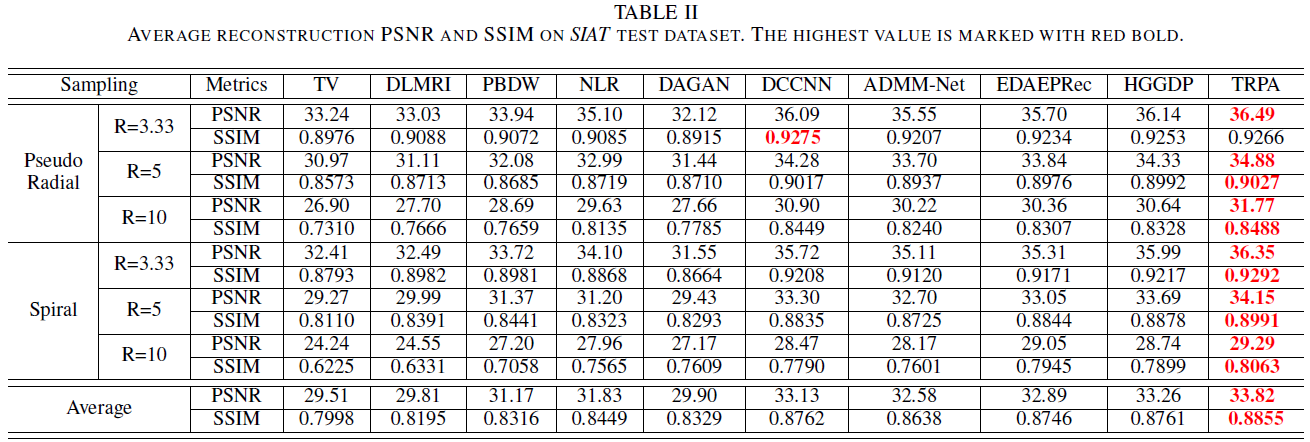 TABLE II
AVERAGE RECONSTRUCTION PSNR AND SSIM ON SIAT TEST DATASET. THE HIGHEST VALUE IS MARKED WITH RED BOLD.
Sampling Metrics TV DLMRI PBDW NLR DAGAN DCCNN ADMM-Net EDAEPRec HGGDP TRPA
Pseudo Radial R=3.33 PSNR 33.24 33.03 33.94 35.10 32.12 36.09 35.55 35.70 36.14 36.49
SSIM 0.8976 0.9088 0.9072 0.9085 0.8915 0.9275 0.9207 0.9234 0.9253 0.9266
R=5 PSNR 30.97 31.11 32.08 32.99 31.44 34.28 33.70 33.84 34.33 34.88
SSIM 0.8573 0.8713 0.8685 0.8719 0.8710 0.9017 0.8937 0.8976 0.8992 0.9027
R=10 PSNR 26.90 27.70 28.69 29.63 27.66 30.90 30.22 30.36 30.64 31.77
SSIM 0.7310 0.7666 0.7659 0.8135 0.7785 0.8449 0.8240 0.8307 0.8328 0.8488
Spiral R=3.33 PSNR 32.41 32.49 33.72 34.10 31.55 35.72 35.11 35.31 35.99 36.35
SSIM 0.8793 0.8982 0.8981 0.8868 0.8664 0.9208 0.9120 0.9171 0.9217 0.9292
R=5 PSNR 29.27 29.99 31.37 31.20 29.43 33.30 32.70 33.05 33.69 34.15
SSIM 0.8110 0.8391 0.8441 0.8323 0.8293 0.8835 0.8725 0.8844 0.8878 0.8991
R=10 PSNR 24.24 24.55 27.20 27.96 27.17 28.47 28.17 29.05 28.74 29.29
SSIM 0.6225 0.6331 0.7058 0.7565 0.7609 0.7790 0.7601 0.7945 0.7899 0.8063
Average PSNR 29.51 29.81 31.17 31.83 29.90 33.13 32.58 32.89 33.26 33.82
SSIM 0.7998 0.8195 0.8316 0.8449 0.8329 0.8762 0.8638 0.8746 0.8761 0.8855